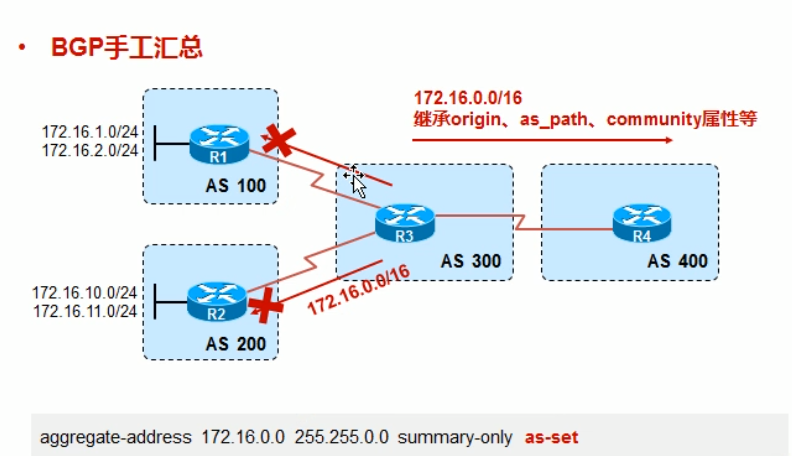 • BGP手工汇总
172.16.0.0/16
继承origin、as_path、community属性等
172.16.1.0/24
172.16.2.0/24
R1
AS 100
R3
AS 300
R4
AS 400
172.16.0.0/16
172.16.10.0/24
172.16.11.0/24
R2
AS 200
aggregate-address 172.16.0.0 255.255.0.0 summary-only as-set